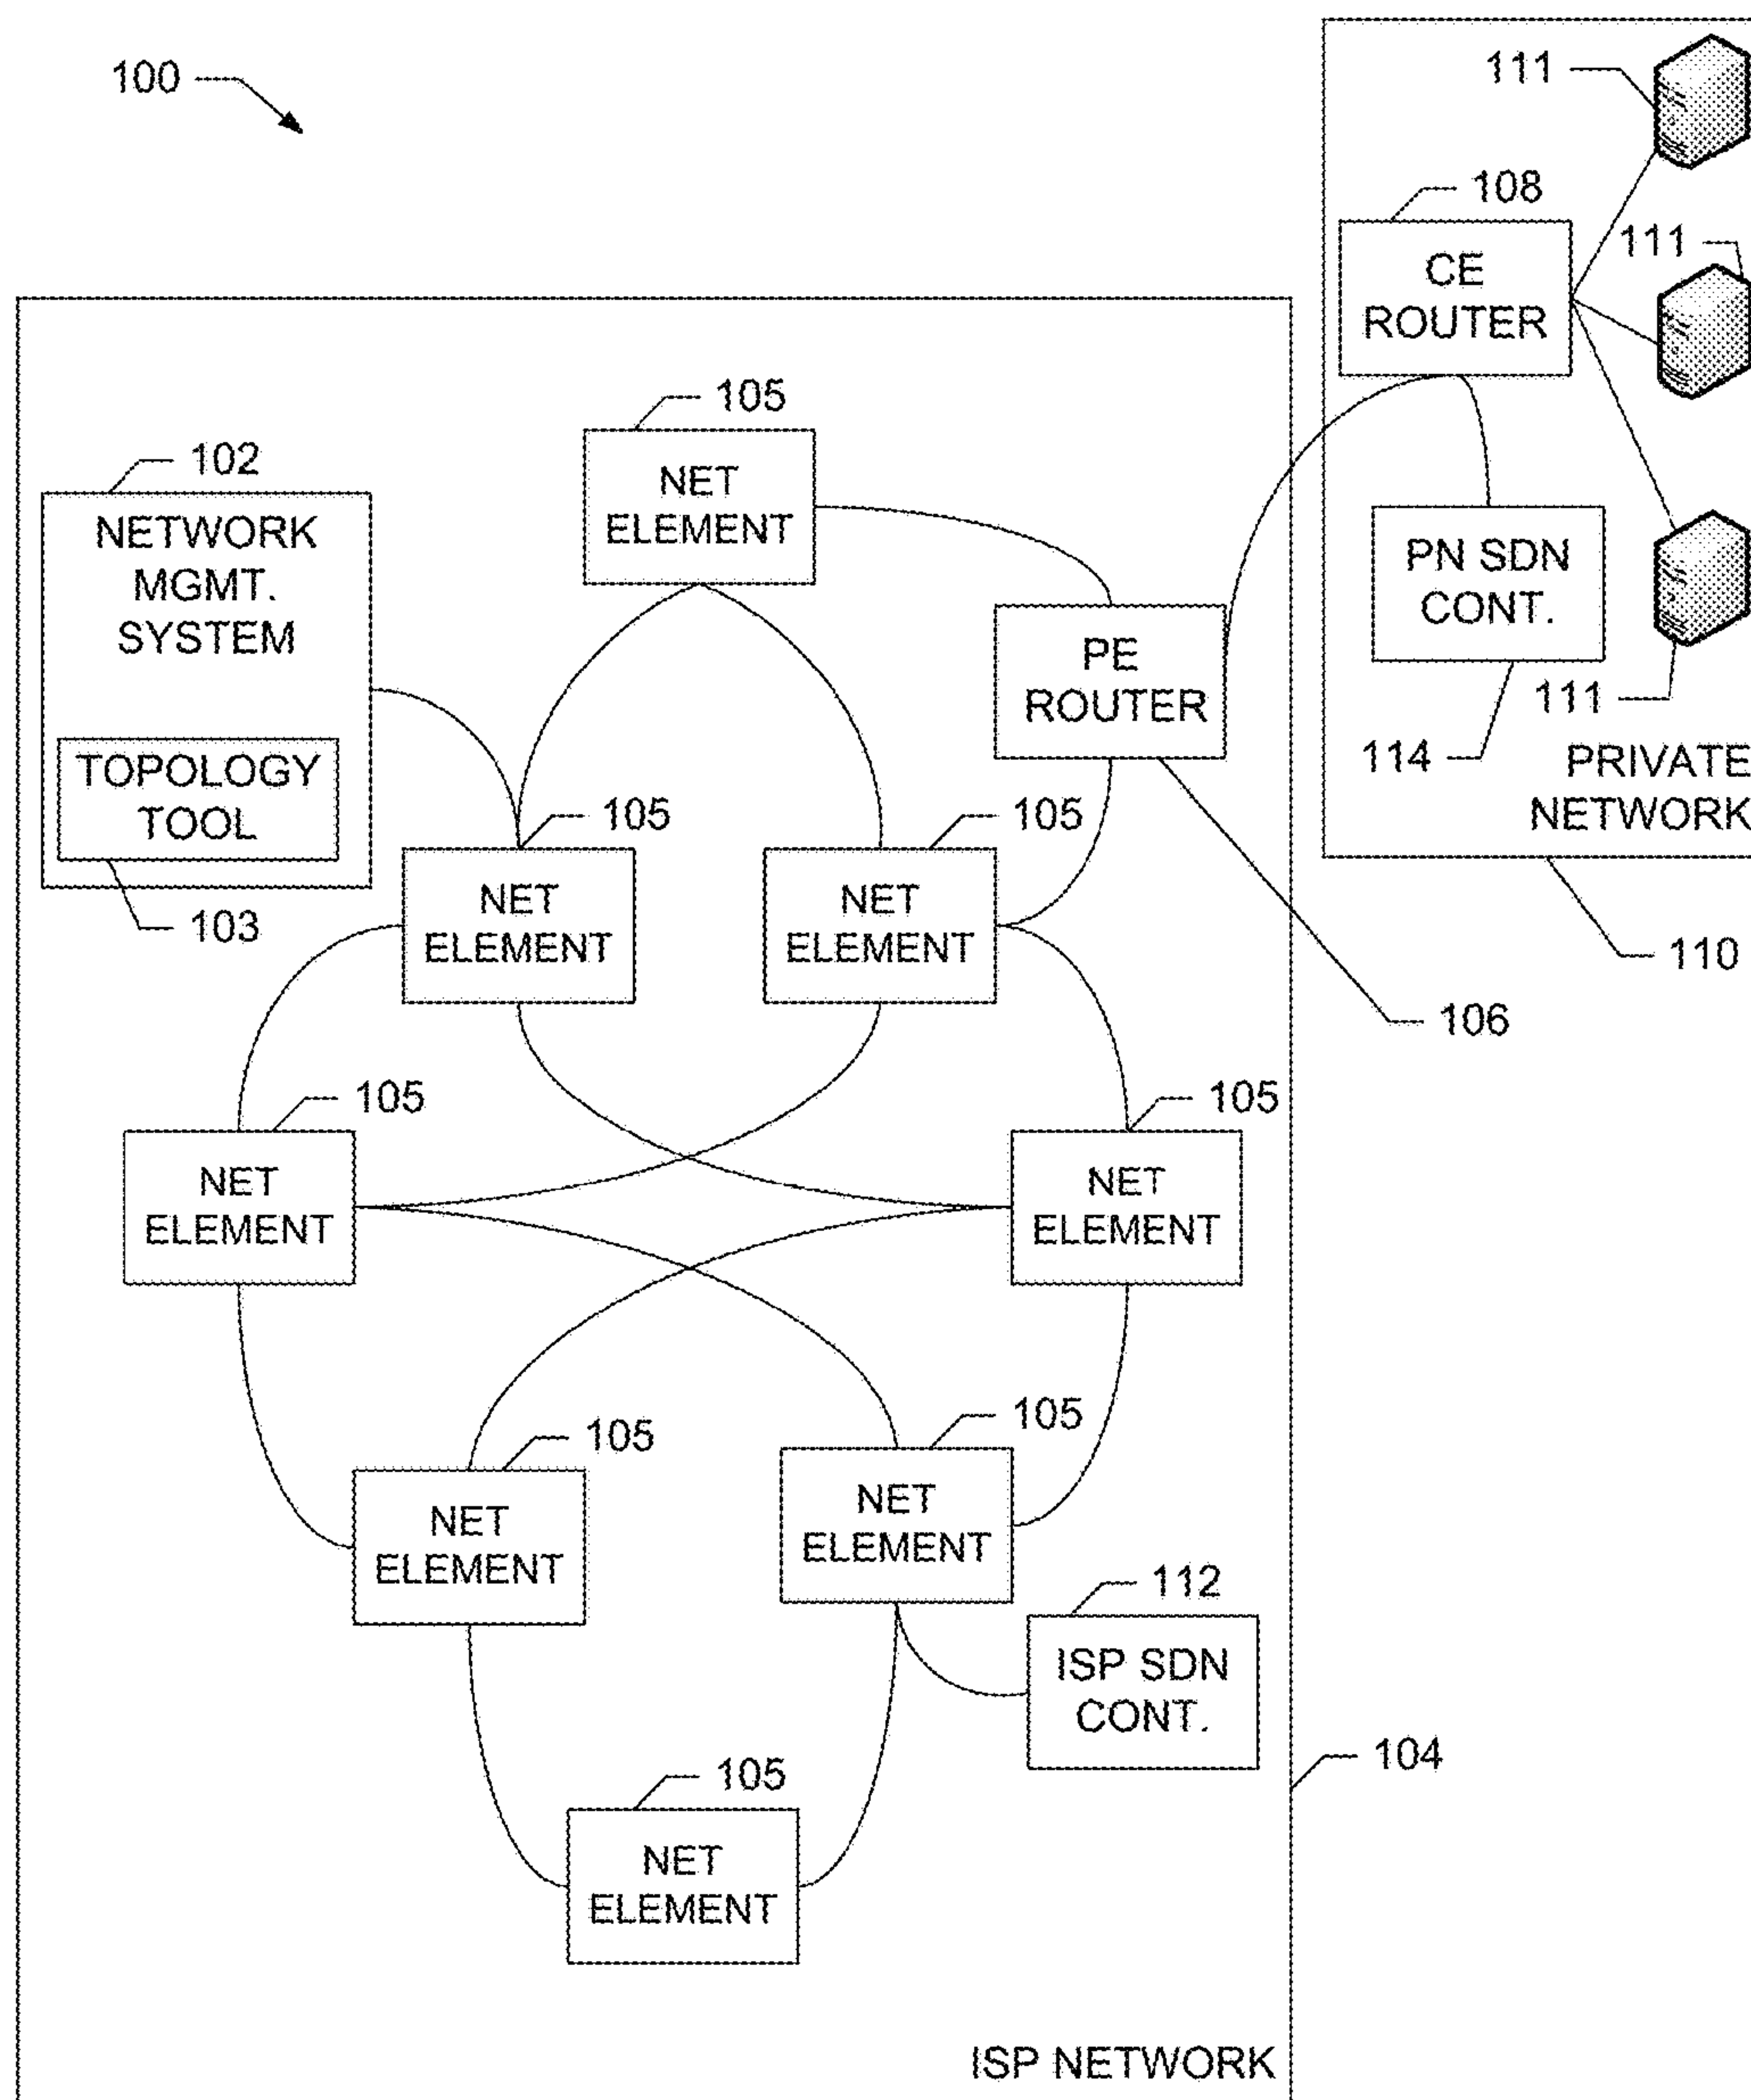 100
111
108
CE
ROUTER
111
105
NET
ELEMENT
102
NETWORK
MGMT.
SYSTEM
TOPOLOGY
TOOL
103
PN SDN
CONT.
PE
ROUTER
111
114
PRIVATE
NETWORK
110
106
105
NET
ELEMENT
105
NET
ELEMENT
105
NET
ELEMENT
105
NET
ELEMENT
105
NET
ELEMENT
105
NET
ELEMENT
112
ISP SDN
CONT.
104
105
NET
ELEMENT
ISP NETWORK